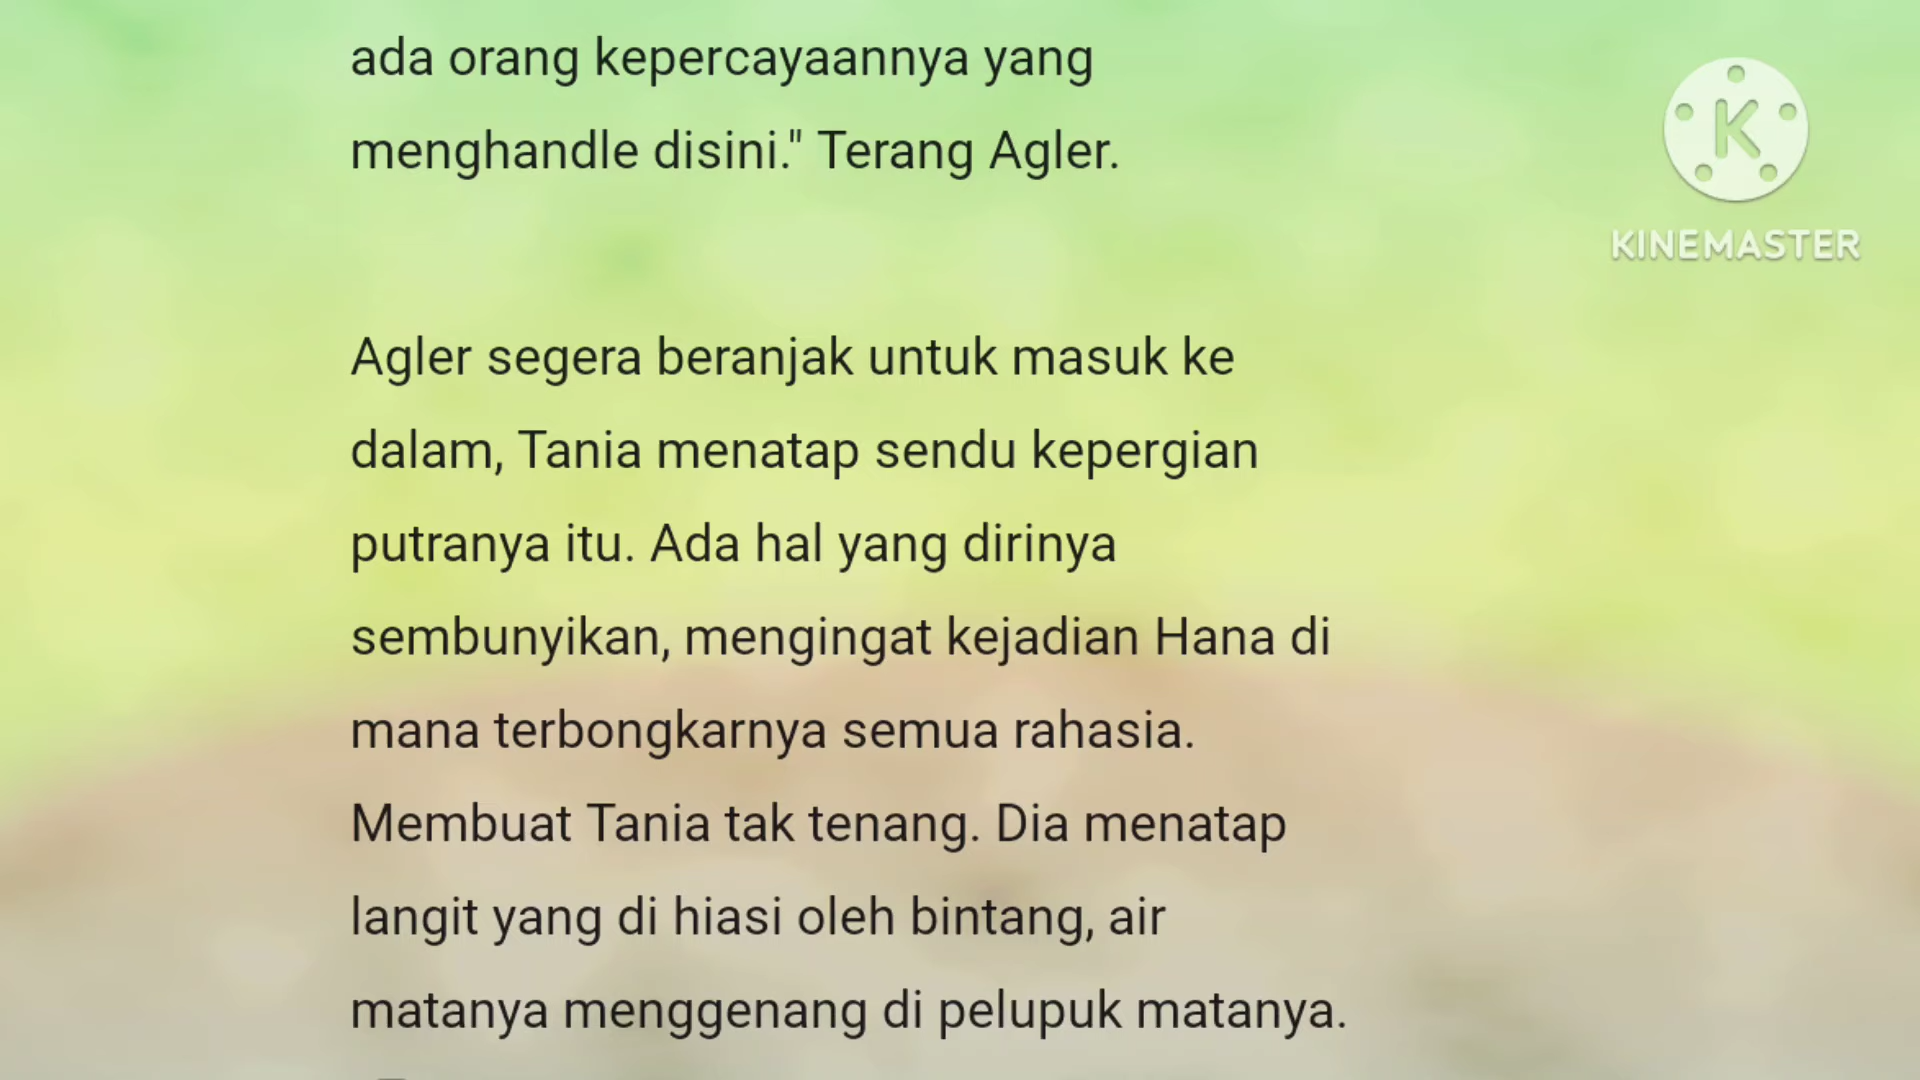 ada orang kepercayaannya yang
menghandle disini." Terang Agler.
KINEMASTER
Agler segera beranjak untuk masuk ke
dalam, Tania menatap sendu kepergian
putranya itu. Ada hal yang dirinya
sembunyikan, mengingat kejadian Hana di
mana terbongkarnya semua rahasia.
Membuat Tania tak tenang. Dia menatap
langit yang di hiasi oleh bintang, air
matanya menggenang di pelupuk matanya.